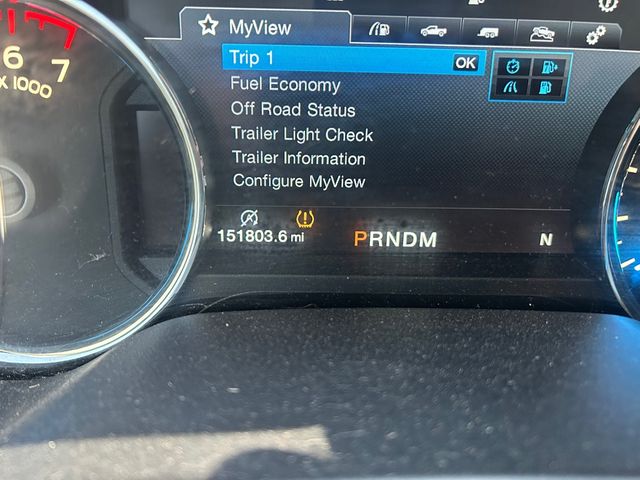 MyView
Trip 1 OK
Fuel Economy
Off Road Status
Trailer Light Check
Trailer Information
Configure MyView
6
7
X 1000
151803.6 mi
PRNDM
N